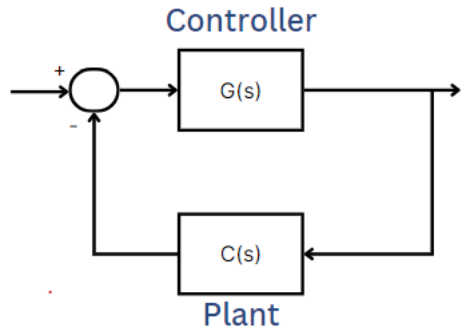 Controller
+
G(s)
-
C(s)
Plant